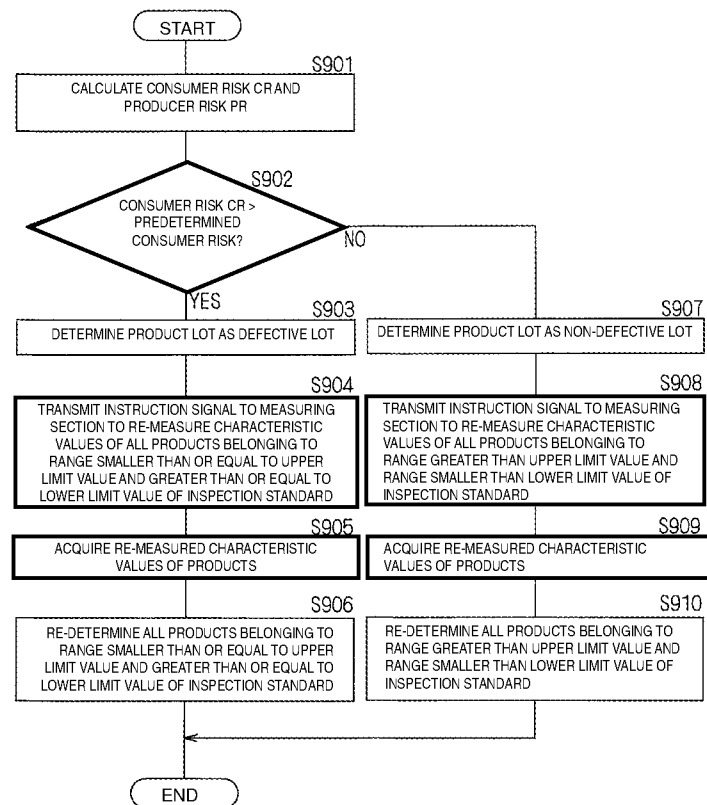 START
S901
CALCULATE CONSUMER RISK CR AND
PRODUCER RISK PR
S902
CONSUMER RISK CR >
PREDETERMINED
CONSUMER RISK?
NO
YES
S903
DETERMINE PRODUCT LOT AS DEFECTIVE LOT
S904
TRANSMIT INSTRUCTION SIGNAL TO MEASURING
SECTION TO RE-MEASURE CHARACTERISTIC
VALUES OF ALL PRODUCTS BELONGING TO
RANGE SMALLER THAN OR EQUAL TO UPPER
LIMIT VALUE AND GREATER THAN OR EQUAL TO
LOWER LIMIT VALUE OF INSPECTION STANDARD
S905
ACQUIRE RE-MEASURED CHARACTERISTIC
VALUES OF PRODUCTS
S906
RE-DETERMINE ALL PRODUCTS BELONGING TO
RANGE SMALLER THAN OR EQUAL TO UPPER
LIMIT VALUE AND GREATER THAN OR EQUAL TO
LOWER LIMIT VALUE OF INSPECTION STANDARD
S907
DETERMINE PRODUCT LOT AS NON-DEFECTIVE LOT
S908
TRANSMIT INSTRUCTION SIGNAL TO MEASURING
SECTION TO RE-MEASURE CHARACTERISTIC
VALUES OF ALL PRODUCTS BELONGING TO
RANGE GREATER THAN UPPER LIMIT VALUE AND
RANGE SMALLER THAN LOWER LIMIT VALUE OF
INSPECTION STANDARD
S909
ACQUIRE RE-MEASURED CHARACTERISTIC
VALUES OF PRODUCTS
S910
RE-DETERMINE ALL PRODUCTS BELONGING TO
RANGE GREATER THAN UPPER LIMIT VALUE AND
RANGE SMALLER THAN LOWER LIMIT VALUE OF
INSPECTION STANDARD
END